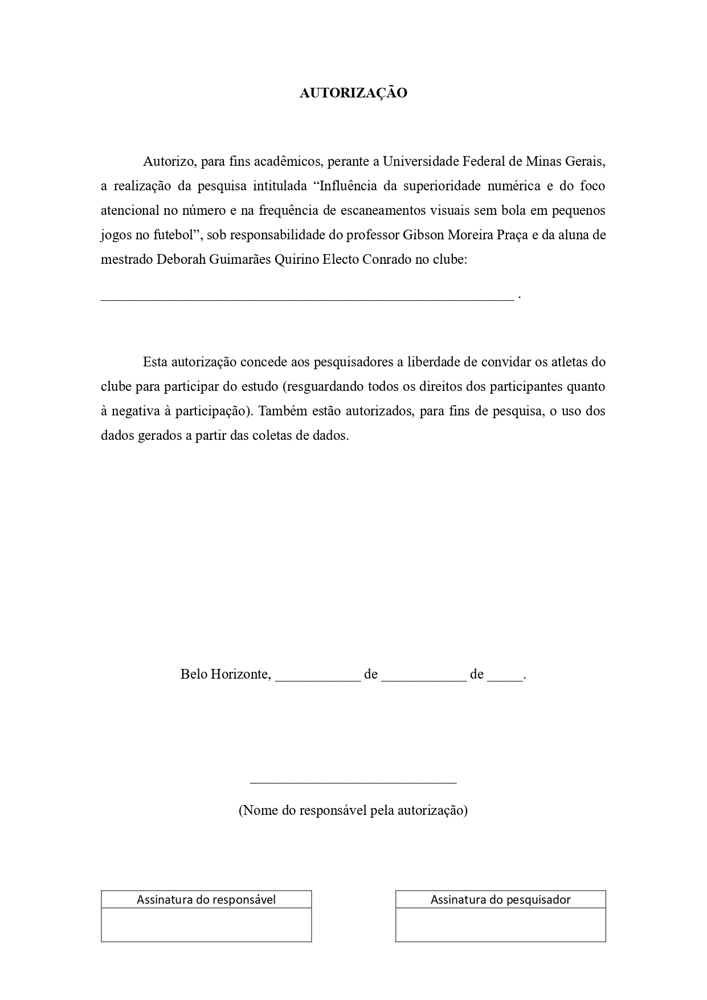 AUTORIZAÇÃO
Autorizo, para fins acadêmicos, perante a Universidade Federal de Minas Gerais,
a realização da pesquisa intitulada “Influência da superioridade numérica e do foco
atencional no número e na frequência de escaneamentos visuais sem bola em pequenos
jogos no futebol”, sob responsabilidade do professor Gibson Moreira Praça e da aluna de
mestrado Deborah Guimarães Quirino Electo Conrado no clube:
__________________________________________________________ .
Esta autorização concede aos pesquisadores a liberdade de convidar os atletas do
clube para participar do estudo (resguardando todos os direitos dos participantes quanto
à negativa à participação). Também estão autorizados, para fins de pesquisa, o uso dos
dados gerados a partir das coletas de dados.
Belo Horizonte, ____________ de ____________ de _____.
_____________________________
(Nome do responsável pela autorização)
Assinatura do responsável
Assinatura do pesquisador